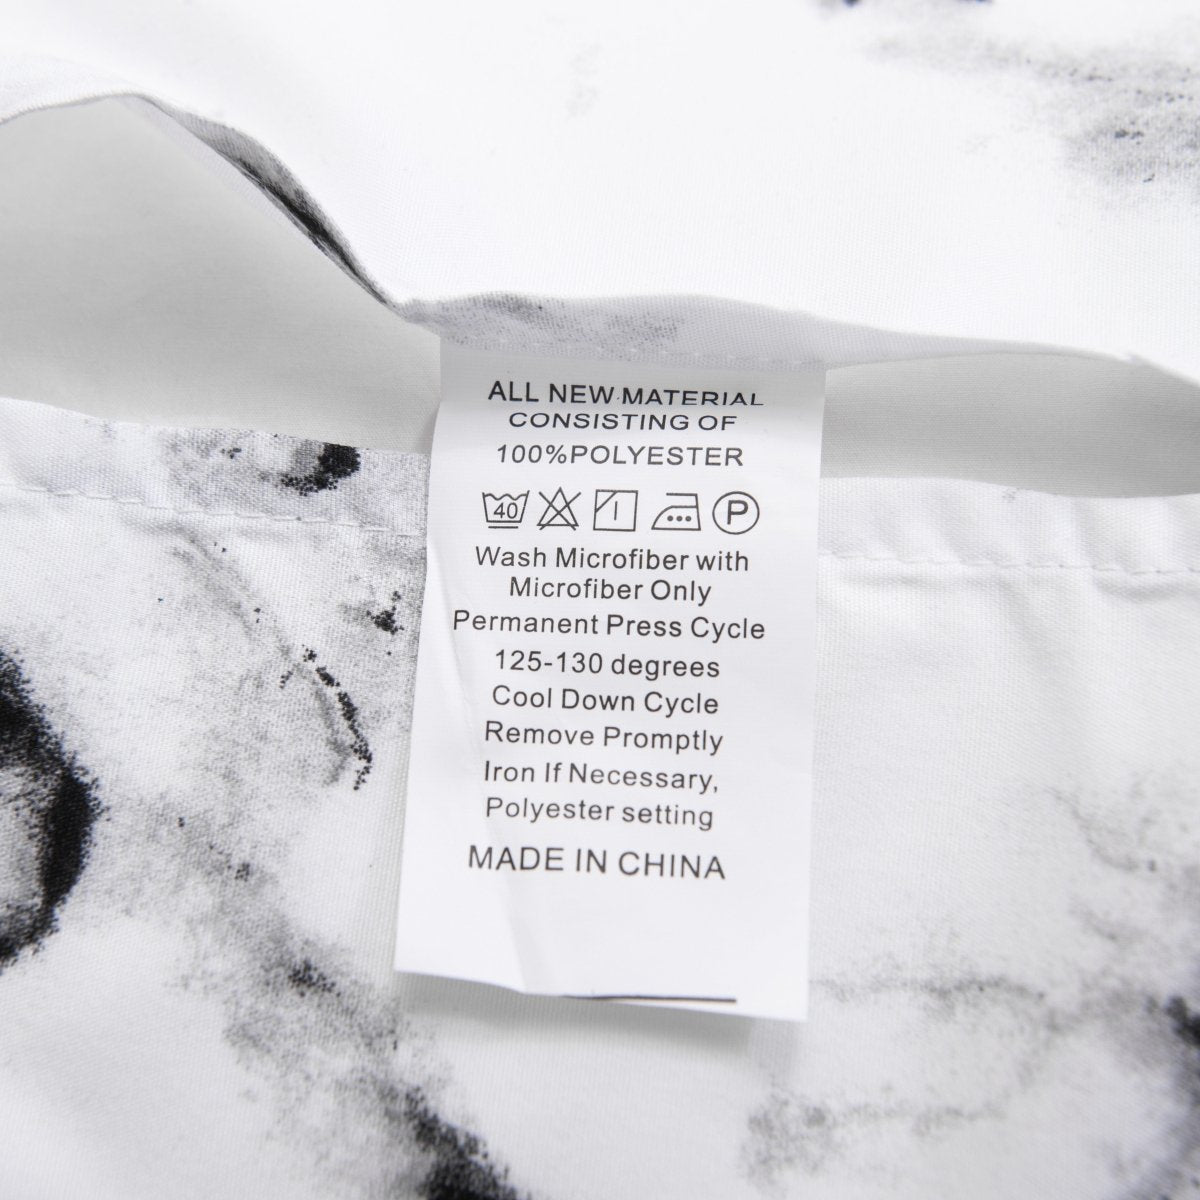 ALL NEW MATERIAL
CONSISTING OF
100%POLYESTER
40 P
Wash Microfiber with
Microfiber Only
Permanent Press Cycle
125-130 degrees
Cool Down Cycle
Remove Promptly
Iron If Necessary,
Polyester setting
MADE IN CHINA